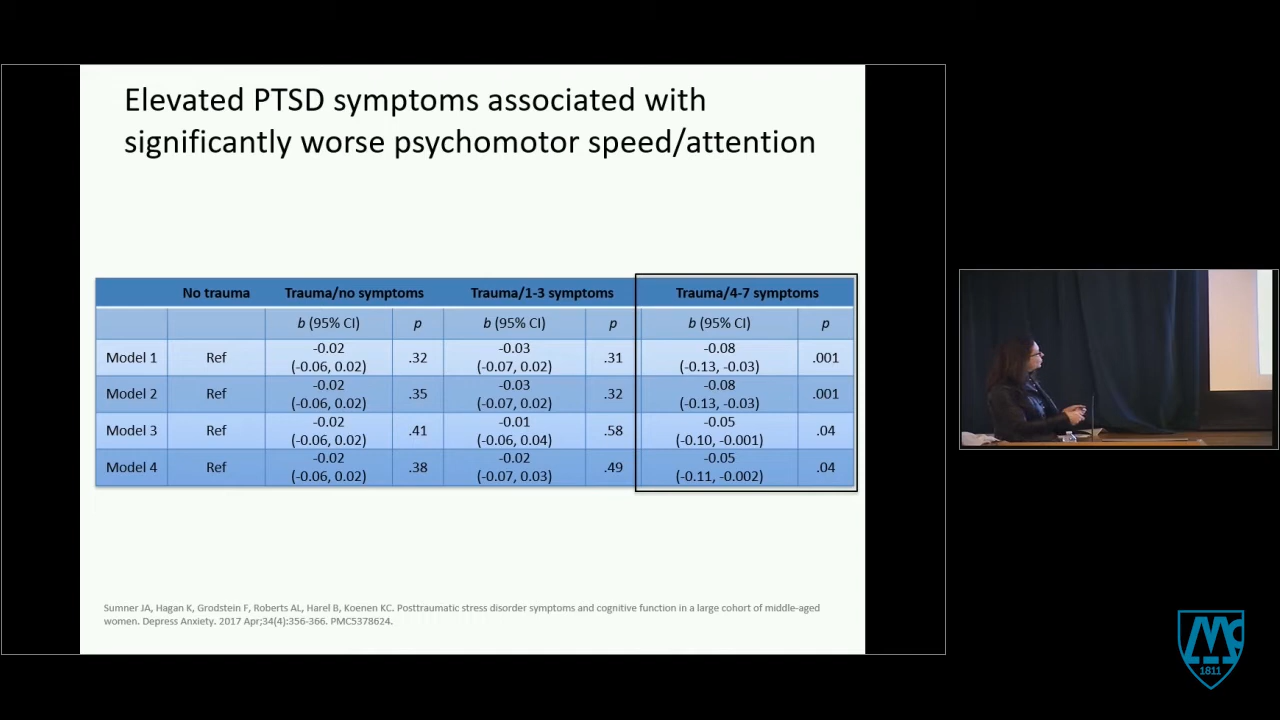 Elevated PTSD symptoms associated with
significantly worse psychomotor speed/attention
No trauma Trauma/no symptoms Trauma/1-3 symptoms Trauma/4-7 symptoms
b (95% CI) p b (95% CI) p b (95% CI) p
Model 1 Ref -0.02 (-0.06, 0.02) .32 -0.03 (-0.07, 0.02) .31 -0.08 (-0.13, -0.03) .001
Model 2 Ref -0.02 (-0.06, 0.02) .35 -0.03 (-0.07, 0.02) .32 -0.08 (-0.13, -0.03) .001
Model 3 Ref -0.02 (-0.06, 0.02) .41 -0.01 (-0.06, 0.04) .58 -0.05 (-0.10, -0.001) .04
Model 4 Ref -0.02 (-0.06, 0.02) .38 -0.02 (-0.07, 0.03) .49 -0.05 (-0.11, -0.002) .04
Sumner JA, Hagan K, Grodstein F, Roberts AL, Harel B, Koenen KC. Posttraumatic stress disorder symptoms and cognitive function in a large cohort of middle-aged
women. Depress Anxiety. 2017 Apr;34(4):356-366. PMC5378624.
1811